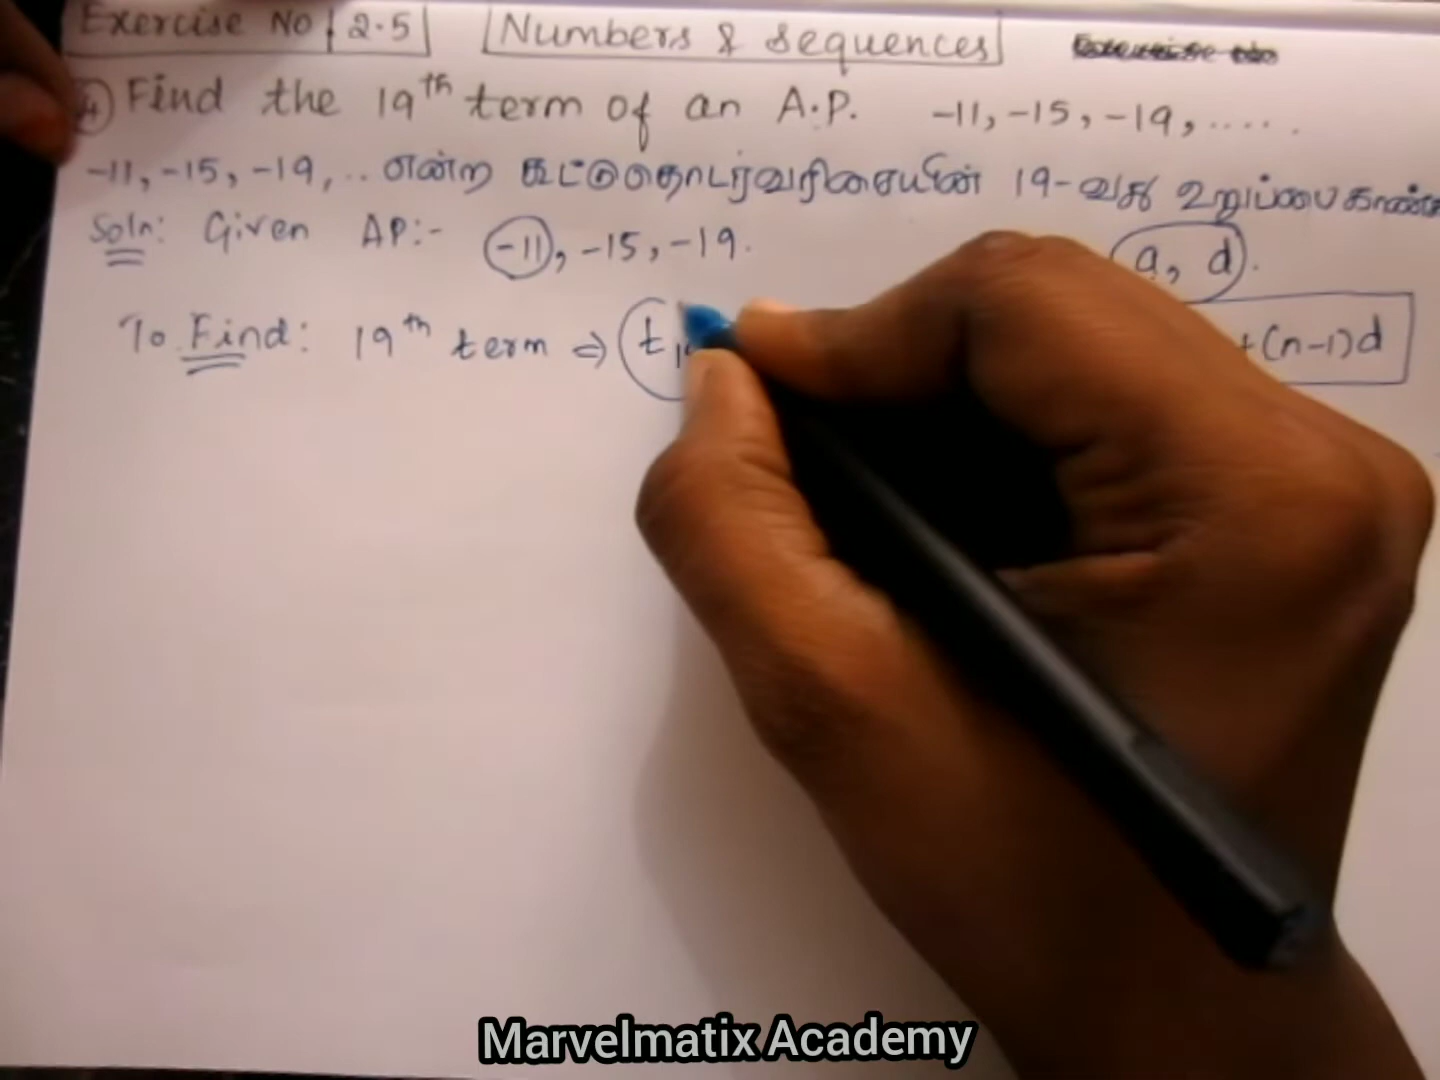 Exercise No 2.5 Numbers & Sequences
④ Find the 19th term of an A.P. -11, -15, -19, .....
-11, -15, -19, ... என்ற கூட்டுத்தொடர்வரிசையின் 19-வது உறுப்பை காண்க
Soln: Given AP:- -11, -15, -19. a, d.
To Find: 19th term ⇒ t +(n-1)d
Marvelmatix Academy